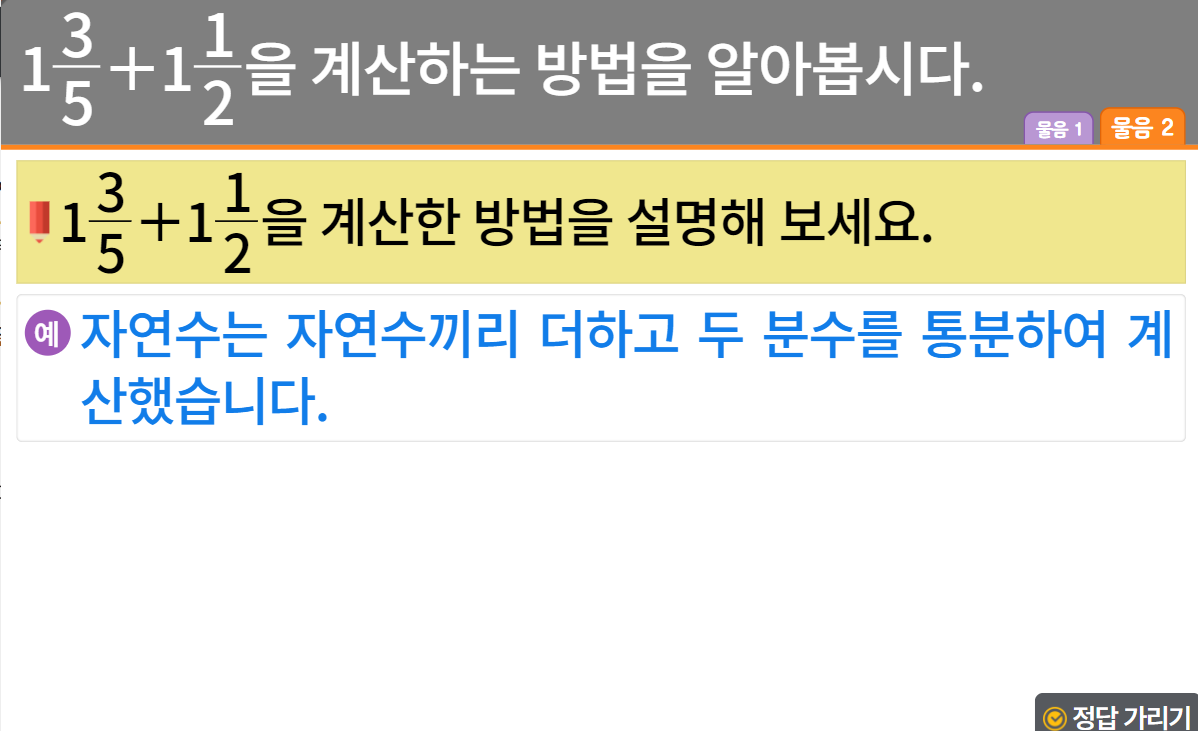 1 3/5 + 1 1/2 을 계산하는 방법을 알아봅시다.
물음 1
물음 2
1 3/5 + 1 1/2 을 계산한 방법을 설명해 보세요.
예 자연수는 자연수끼리 더하고 두 분수를 통분하여 계
산했습니다.
정답 가리기